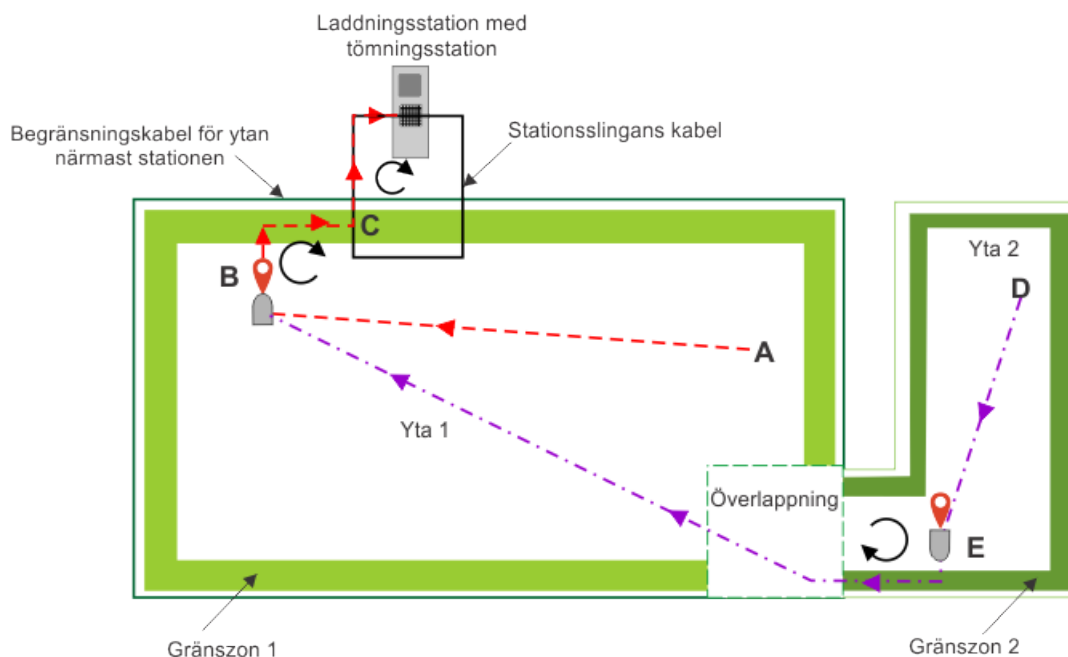 Laddningsstation med
tömningsstation
Begränsningskabel för ytan
närmast stationen
Stationsslingans kabel
C
B
Yta 2
D
A
Yta 1
Överlappning
E
Gränszon 1
Gränszon 2